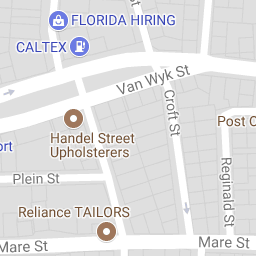 FLORIDA HIRING
CALTEX
Van Wyk St
Croft St
Post O
Handel Street
Upholsterers
ort
Reginald St
Plein St
Reliance TAILORS
Mare St
Mare St